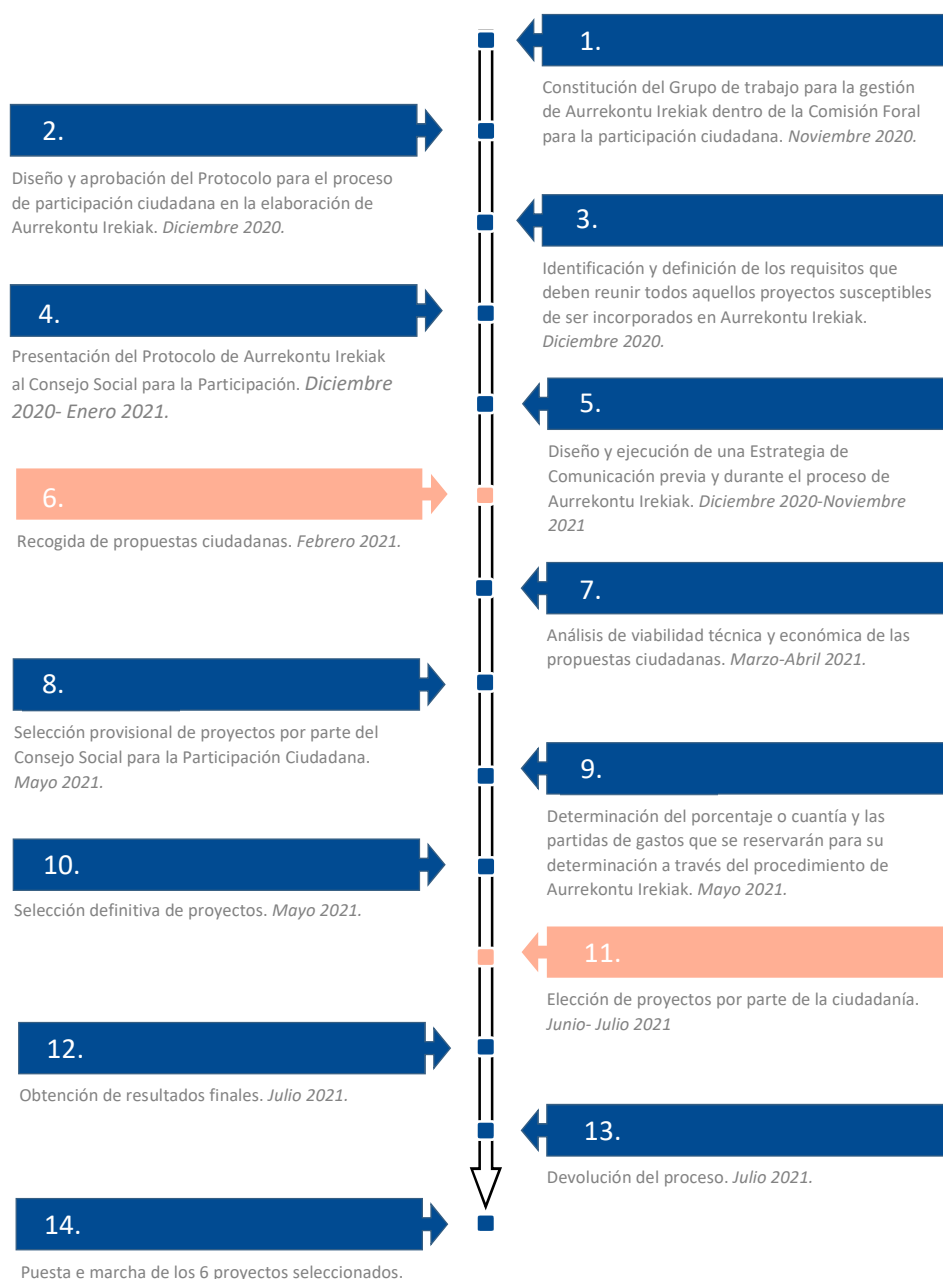 1.
Constitución del Grupo de trabajo para la gestión
de Aurrekontu Irekiak dentro de la Comisión Foral
para la participación ciudadana. Noviembre 2020.
2.
Diseño y aprobación del Protocolo para el proceso
de participación ciudadana en la elaboración de
Aurrekontu Irekiak. Diciembre 2020.
3.
Identificación y definición de los requisitos que
deben reunir todos aquellos proyectos susceptibles
de ser incorporados en Aurrekontu Irekiak.
Diciembre 2020.
4.
Presentación del Protocolo de Aurrekontu Irekiak
al Consejo Social para la Participación. Diciembre
2020- Enero 2021.
5.
Diseño y ejecución de una Estrategia de
Comunicación previa y durante el proceso de
Aurrekontu Irekiak. Diciembre 2020-Noviembre
2021
6.
Recogida de propuestas ciudadanas. Febrero 2021.
7.
Análisis de viabilidad técnica y económica de las
propuestas ciudadanas. Marzo-Abril 2021.
8.
Selección provisional de proyectos por parte del
Consejo Social para la Participación Ciudadana.
Mayo 2021.
9.
Determinación del porcentaje o cuantía y las
partidas de gastos que se reservarán para su
determinación a través del procedimiento de
Aurrekontu Irekiak. Mayo 2021.
10.
Selección definitiva de proyectos. Mayo 2021.
11.
Elección de proyectos por parte de la ciudadanía.
Junio- Julio 2021
12.
Obtención de resultados finales. Julio 2021.
13.
Devolución del proceso. Julio 2021.
14.
Puesta e marcha de los 6 proyectos seleccionados.